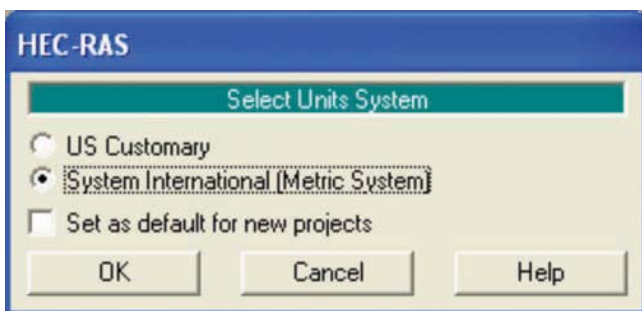 HEC-RAS
Select Units System
US Customary
System International (Metric System)
Set as default for new projects
OK Cancel Help